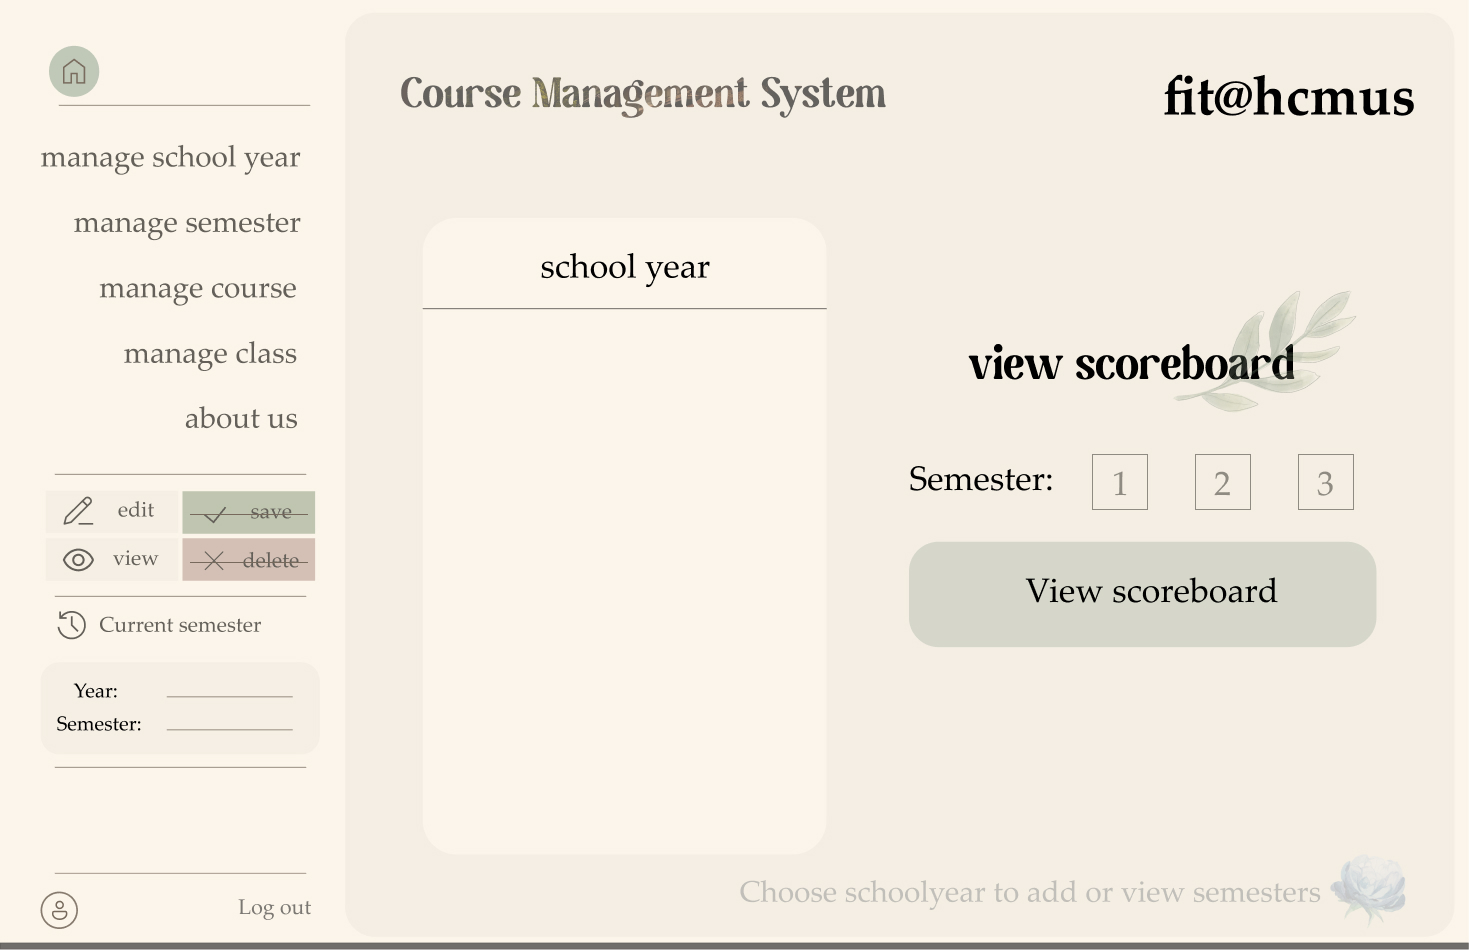 manage school year
manage semester
manage course
manage class
about us
edit
save
view
delete
Current semester
Year:
Semester:
Log out
Course Management System
fit@hcmus
school year
view scoreboard
Semester: 1 2 3
View scoreboard
Choose schoolyear to add or view semesters